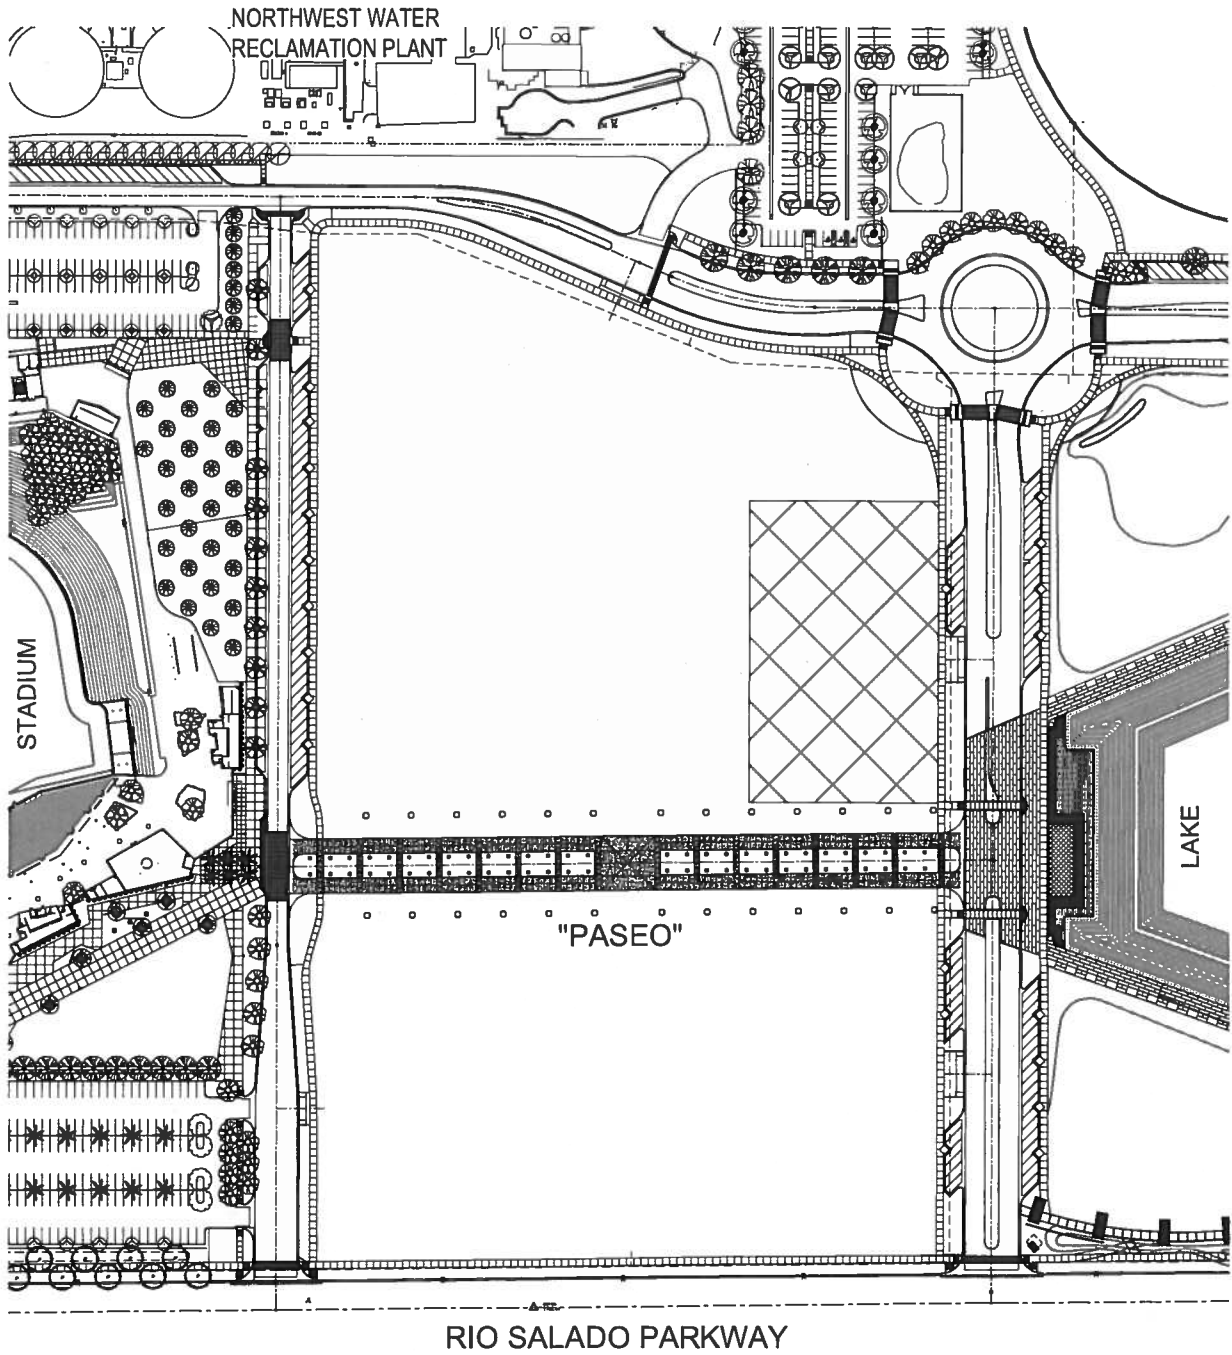 NORTHWEST WATER
RECLAMATION PLANT
STADIUM
LAKE
"PASEO"
RIO SALADO PARKWAY